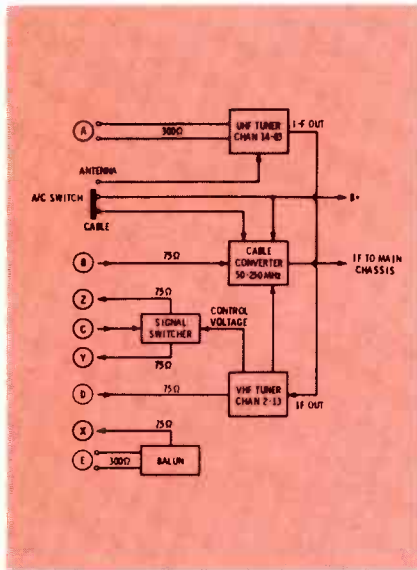 UHF TUNER
CHAN 14-83
I-F OUT
A
300Ω
ANTENNA
A/C SWITCH
CABLE
B+
B
75Ω
CABLE
CONVERTER
50-250 MHz
IF TO MAIN
CHASSIS
Z
75Ω
CONTROL
VOLTAGE
C
SIGNAL
SWITCHER
Y
75Ω
D
75Ω
VHF TUNER
CHAN 2-13
IF OUT
X
75Ω
E
300Ω
BALUN